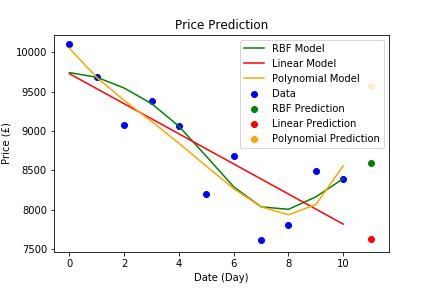 Price Prediction
RBF Model
Linear Model
Polynomial Model
Data
RBF Prediction
Linear Prediction
Polynomial Prediction
10000
9500
9000
8500
8000
7500
Price (£)
0 2 4 6 8 10
Date (Day)